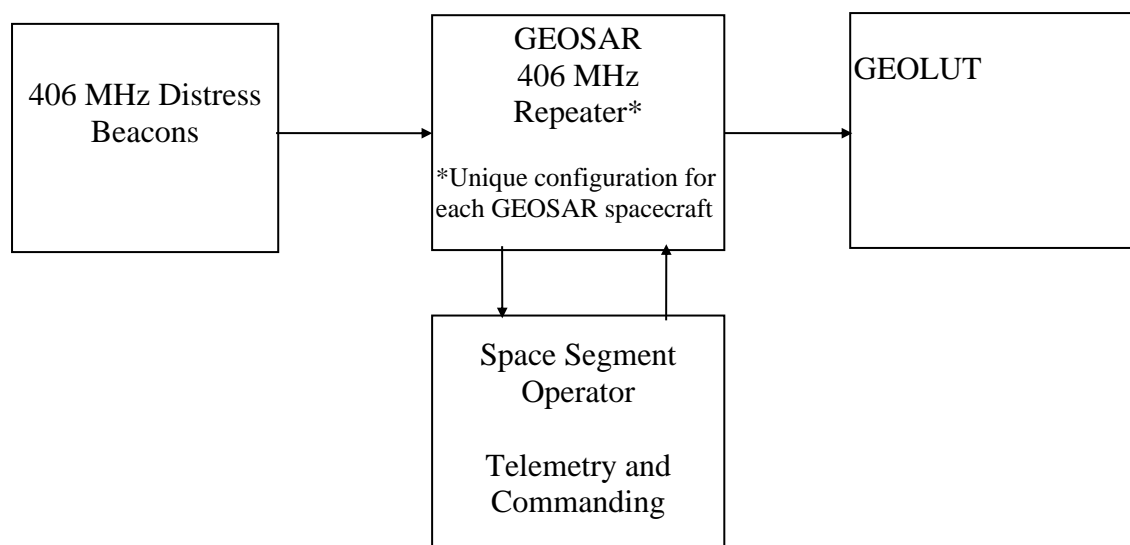 406 MHz Distress
Beacons
GEOSAR
406 MHz
Repeater*
*Unique configuration for
each GEOSAR spacecraft
GEOLUT
Space Segment
Operator
Telemetry and
Commanding